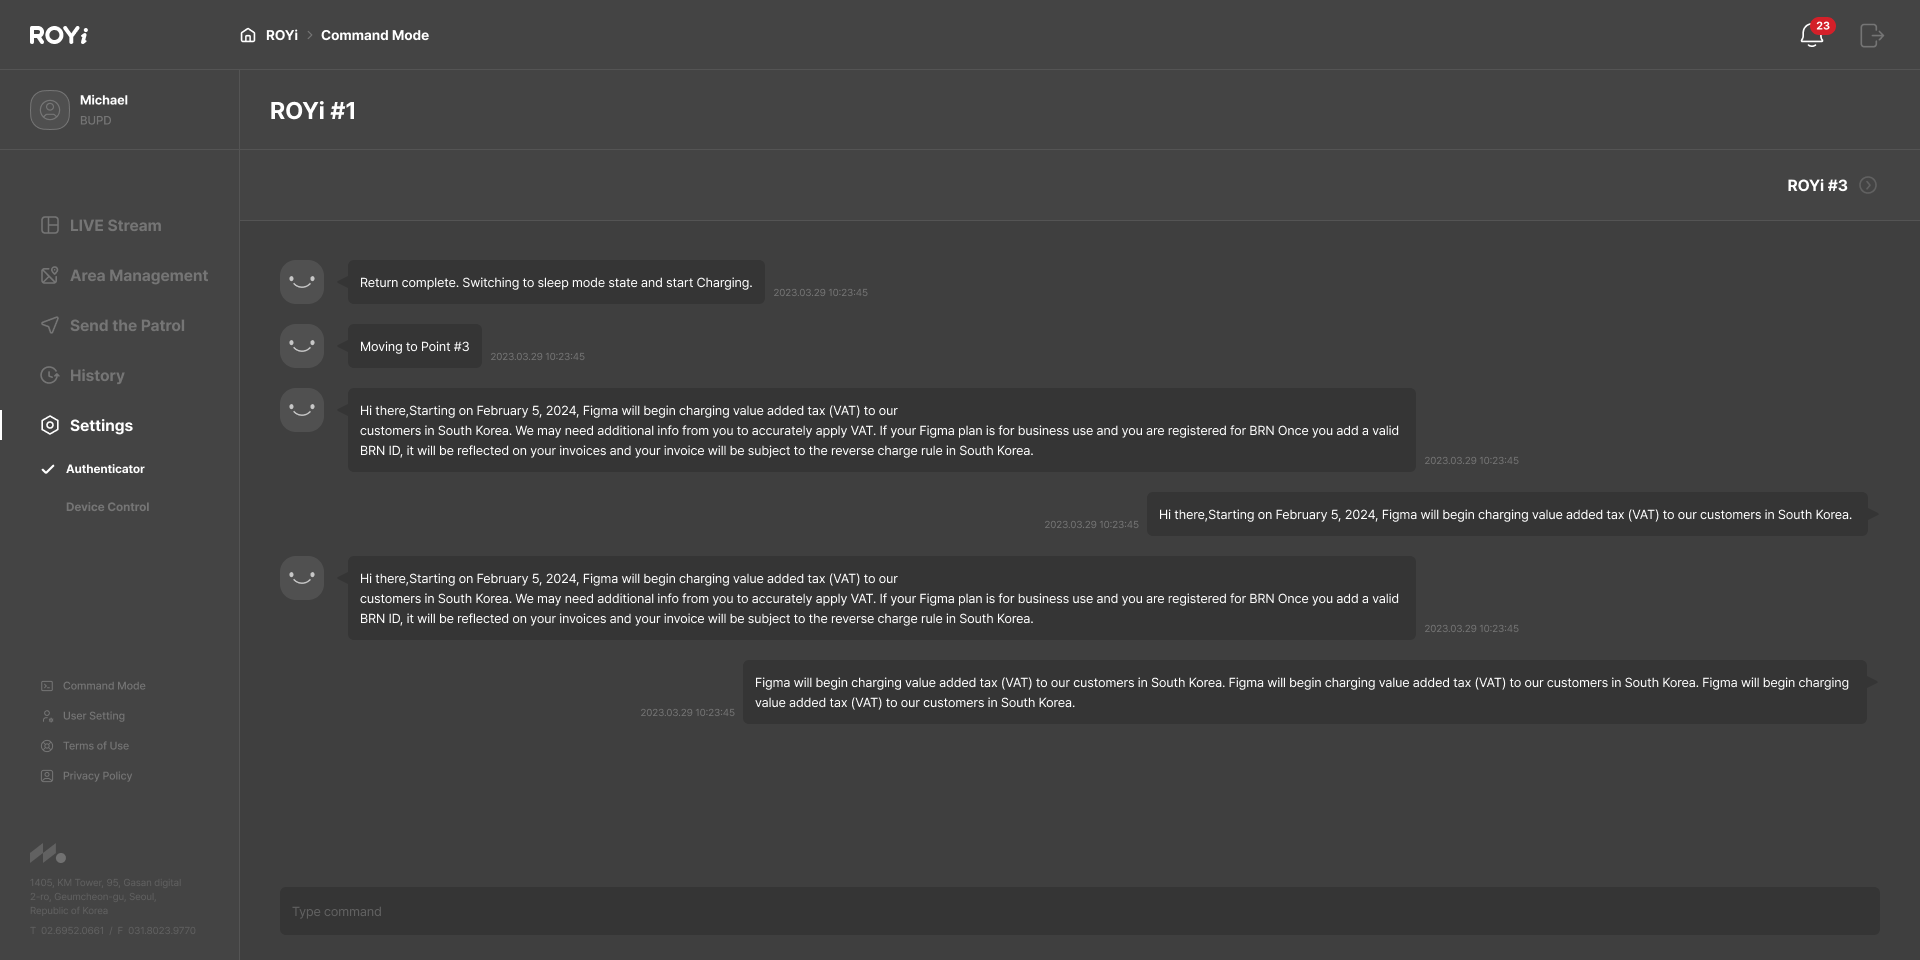 ROYi
ROYi > Command Mode
23
Michael
BUPD
LIVE Stream
Area Management
Send the Patrol
History
Settings
Authenticator
Device Control
Command Mode
User Setting
Terms of Use
Privacy Policy
1405, KM Tower, 95, Gasan digital
2-ro, Geumcheon-gu, Seoul,
Republic of Korea
T. 02.6952.0661 / F. 031.8023.9770
ROYi #1
ROYi #3
Return complete. Switching to sleep mode state and start Charging.
2023.03.29 10:23:45
Moving to Point #3
2023.03.29 10:23:45
Hi there,Starting on February 5, 2024, Figma will begin charging value added tax (VAT) to our
customers in South Korea. We may need additional info from you to accurately apply VAT. If your Figma plan is for business use and you are registered for BRN Once you add a valid
BRN ID, it will be reflected on your invoices and your invoice will be subject to the reverse charge rule in South Korea.
2023.03.29 10:23:45
Hi there,Starting on February 5, 2024, Figma will begin charging value added tax (VAT) to our customers in South Korea.
2023.03.29 10:23:45
Hi there,Starting on February 5, 2024, Figma will begin charging value added tax (VAT) to our
customers in South Korea. We may need additional info from you to accurately apply VAT. If your Figma plan is for business use and you are registered for BRN Once you add a valid
BRN ID, it will be reflected on your invoices and your invoice will be subject to the reverse charge rule in South Korea.
2023.03.29 10:23:45
Figma will begin charging value added tax (VAT) to our customers in South Korea. Figma will begin charging value added tax (VAT) to our customers in South Korea. Figma will begin charging
value added tax (VAT) to our customers in South Korea.
2023.03.29 10:23:45
Type command